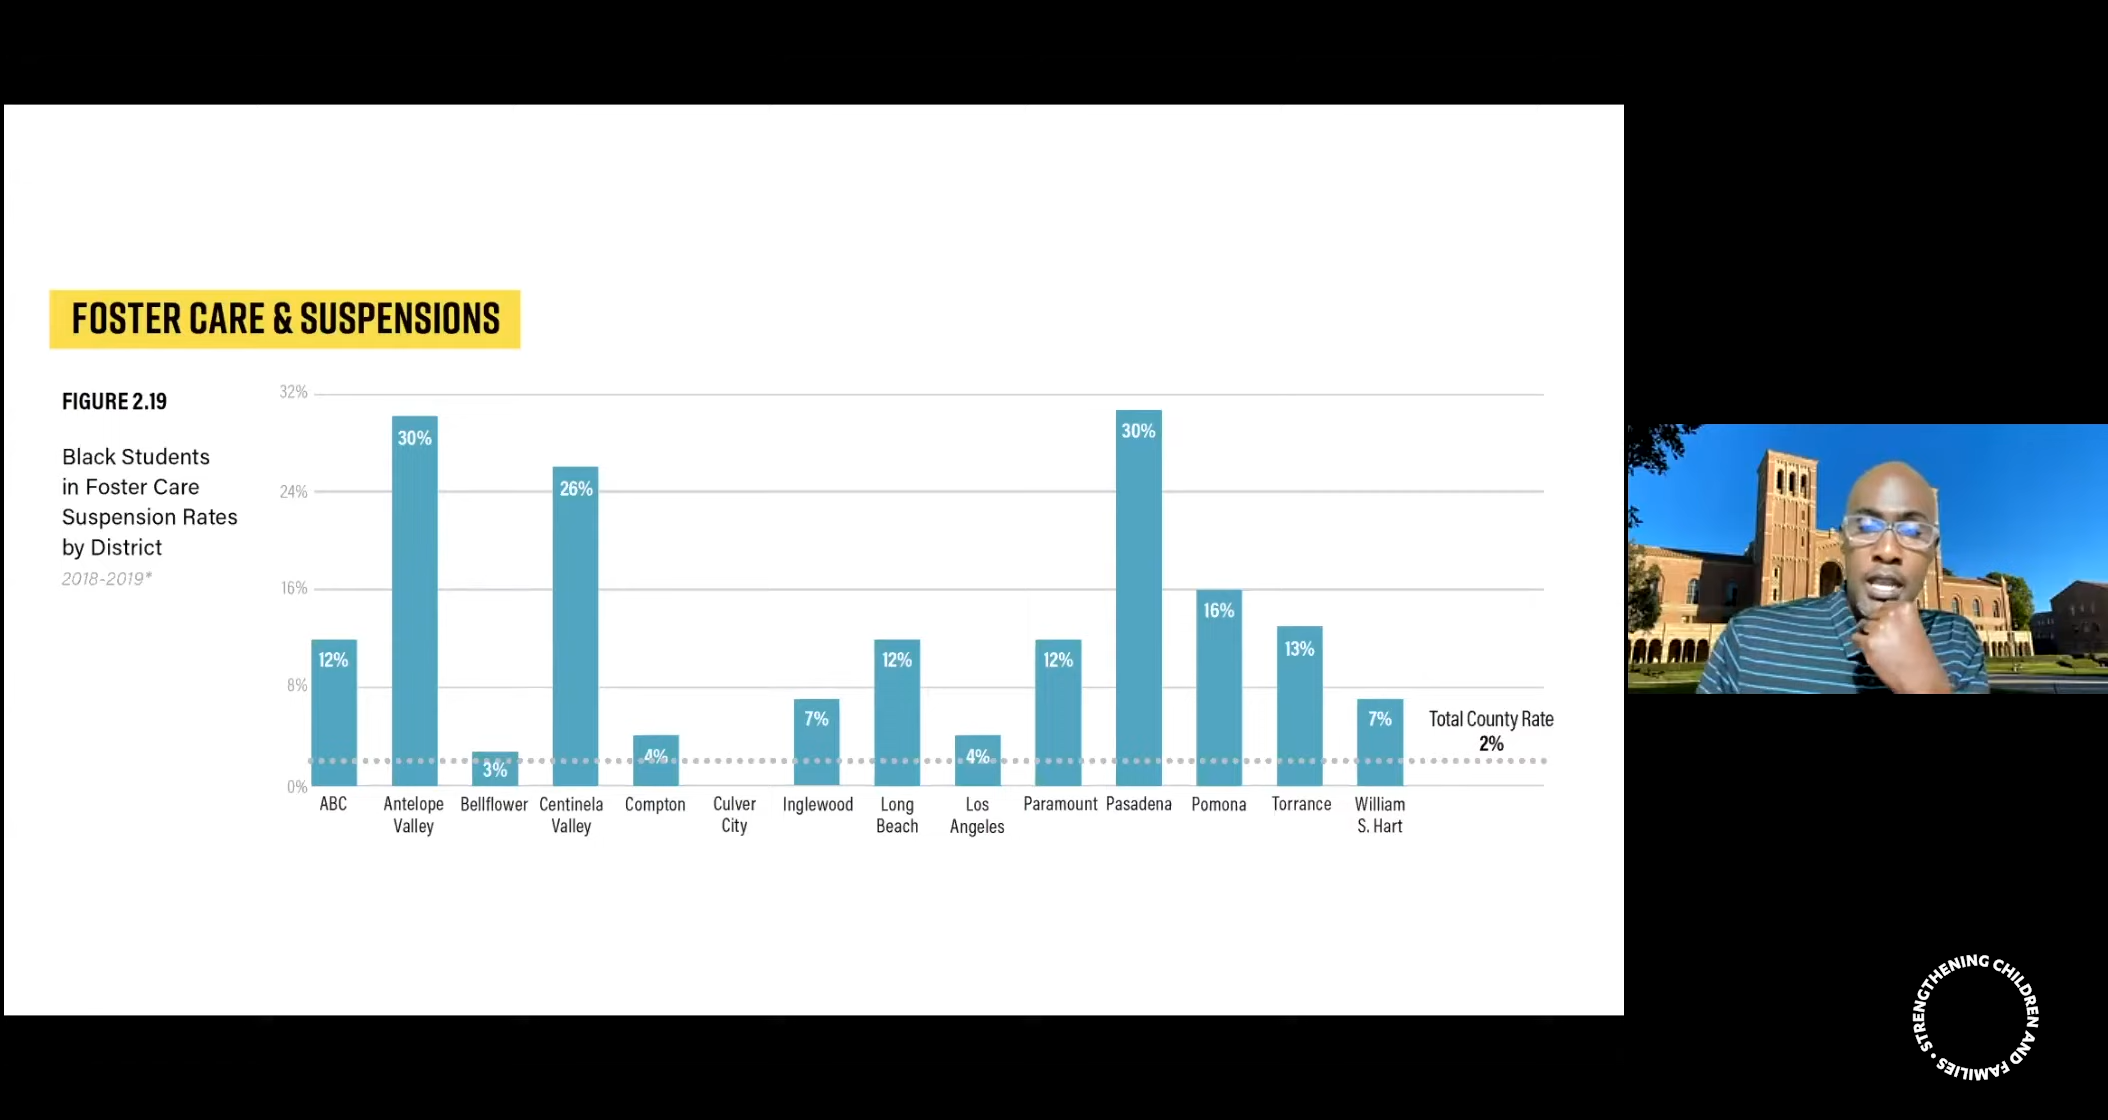 FOSTER CARE & SUSPENSIONS
FIGURE 2.19
Black Students
in Foster Care
Suspension Rates
by District
2018-2019*
32%
24%
16%
8%
0%
12%
30%
3%
26%
4%
7%
12%
4%
12%
30%
16%
13%
7%
Total County Rate
2%
ABC
Antelope
Valley
Bellflower
Centinela
Valley
Compton
Culver
City
Inglewood
Long
Beach
Los
Angeles
Paramount
Pasadena
Pomona
Torrance
William
S. Hart
STRENGTHENING CHILDREN AND FAMILIES •